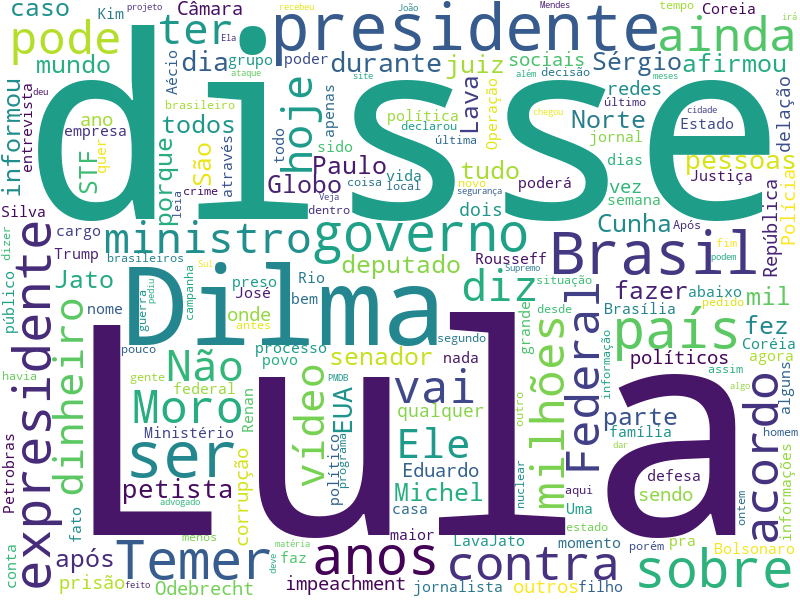 caso
Kim
projeto
Câmara
recebeu
João
Mendes
Coreia
tempo
irá
Ela
pode
ter
disse
presidente
ainda
mundo
dia
Aécio
grupo
poder
durante
juiz
sociais
Sérgio
afirmou
deu
ataque
site
além
decisão
meses
informou
entrevista
ano
empresa
quer
STF
brasileiro
todos
hoje
todo
apenas
política
declarou
Lava
Operação
redes
último
chegou
cidade
Norte
Estado
delação
jornal
pessoas
São
através
porque
sido
última
Paulo
tudo
dias
vida
local
coisa
novo
segurança
poderá
vez
semana
Justiça
Polícia
crime
leia
Globo
Veja
dentro
dois
Silva
cargo
ministro
governo
Cunha
Após
República
dizer
Trump
brasileiros
deputado
Rousseff
Brasil
fim
podem
público
Jato
Sul
pediu
guerra
campanha
preso
Rio
José
bem
onde
Supremo
diz
situação
fazer
abaixo
mil
expresidente
nome
antes
Dilma
grande
desde
Brasília
pedido
país
fez
Coréia
havia
dinheiro
pouco
processo
povo
segundo
nada
senador
milhões
Federal
informação
políticos
agora
assim
alguns
Não
gente
federal
PMDB
vai
acordo
algo
Petrobras
Moro
Renan
vídeo
EUA
qualquer
outro
parte
família
homem
Ministério
político
programa
Ele
ser
Lula
dar
fato
corrupção
Eduardo
nuclear
aqui
defesa
sendo
informações
petista
Michel
Uma
ontem
advogado
casa
estado
conta
após
menos
matéria
maior
LavaJato
momento
porém
pra
Bolsonaro
Temer
anos
contra
sobre
prisão
faz
Odebrecht
feito
impeachment
deve
jornalista
outros
filho